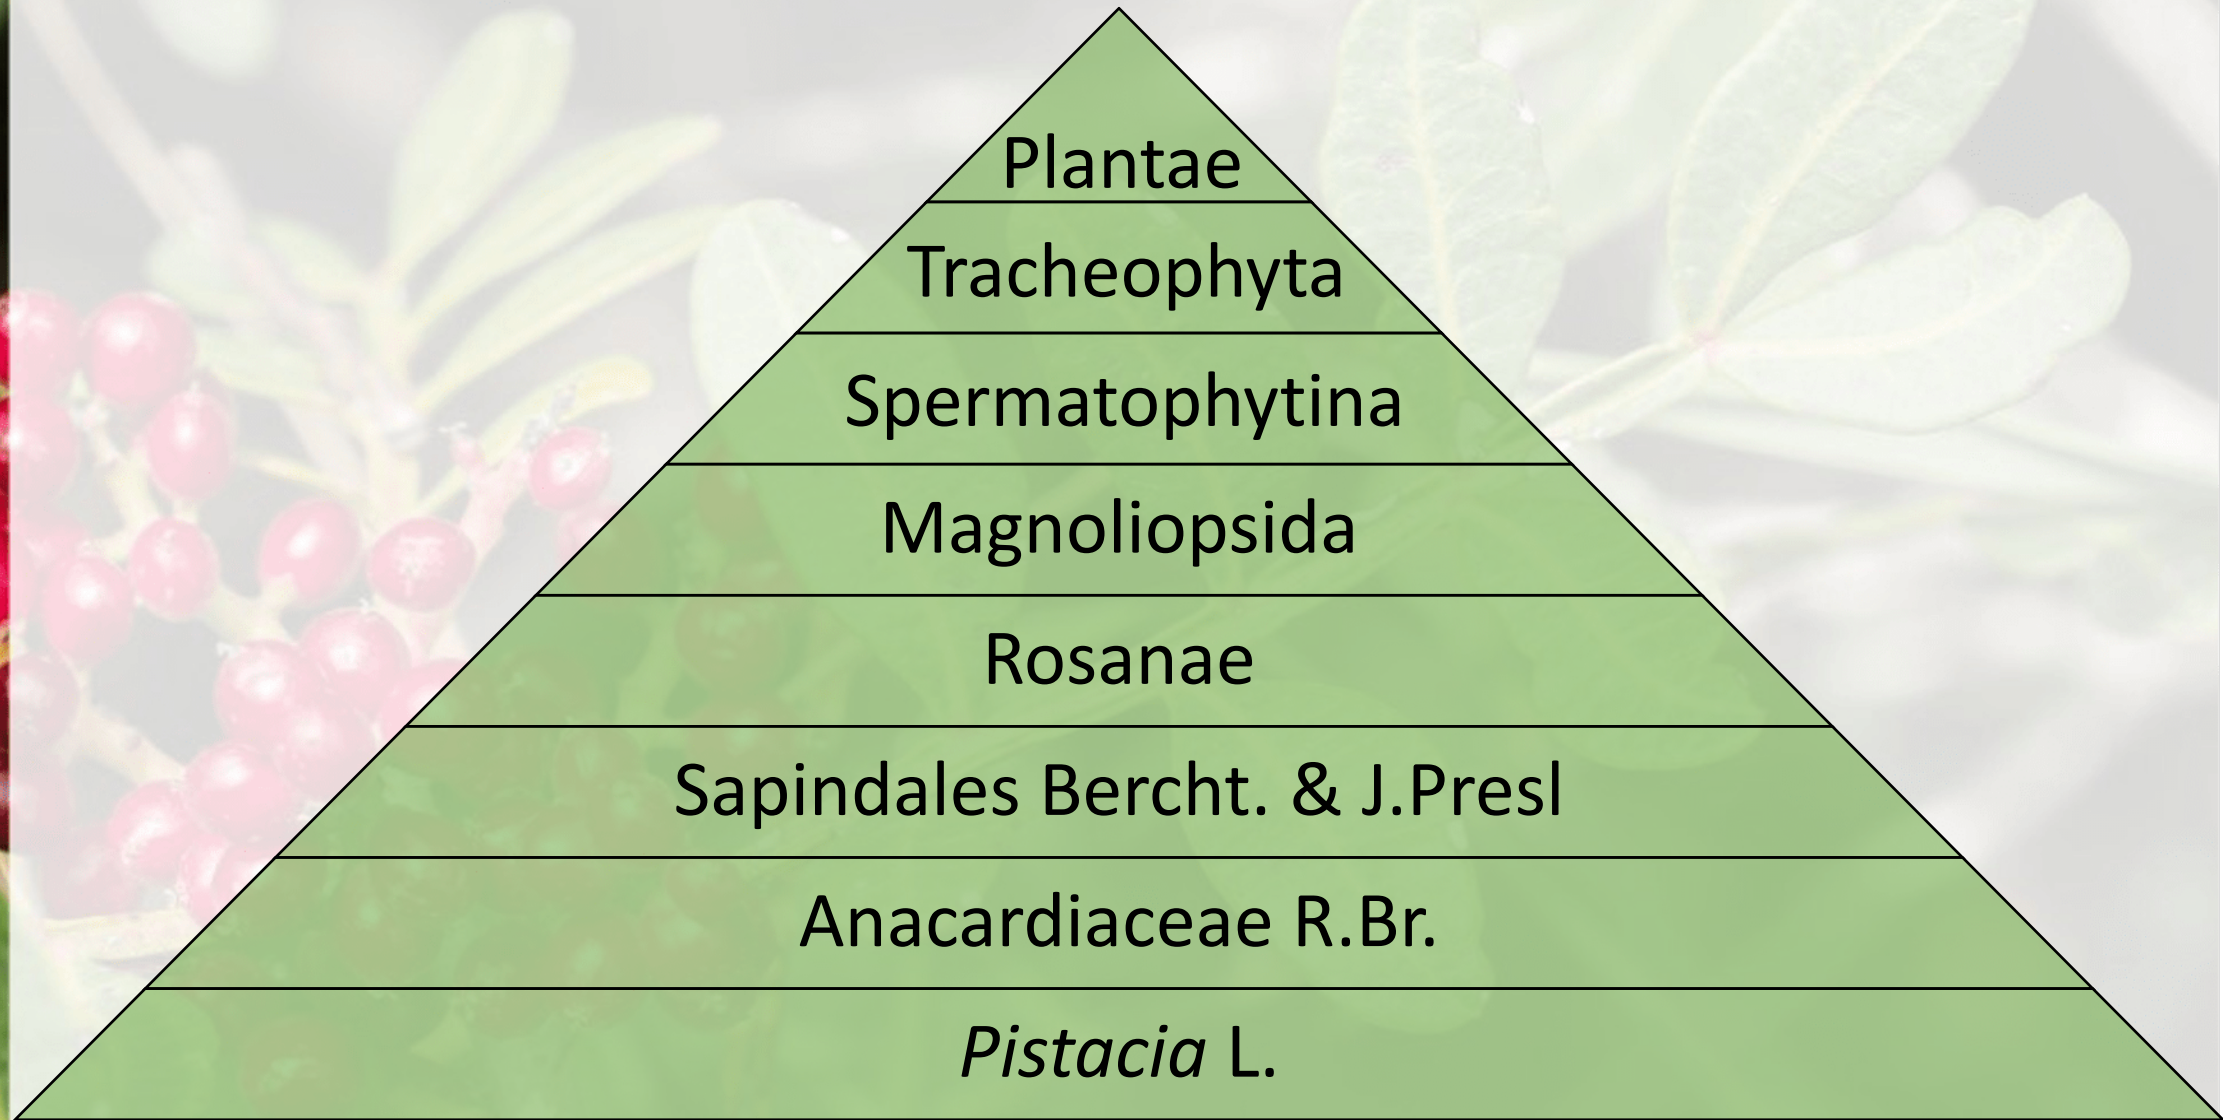 Plantae
Tracheophyta
Spermatophytina
Magnoliopsida
Rosanae
Sapindales Bercht. & J.Presl
Anacardiaceae R.Br.
Pistacia L.